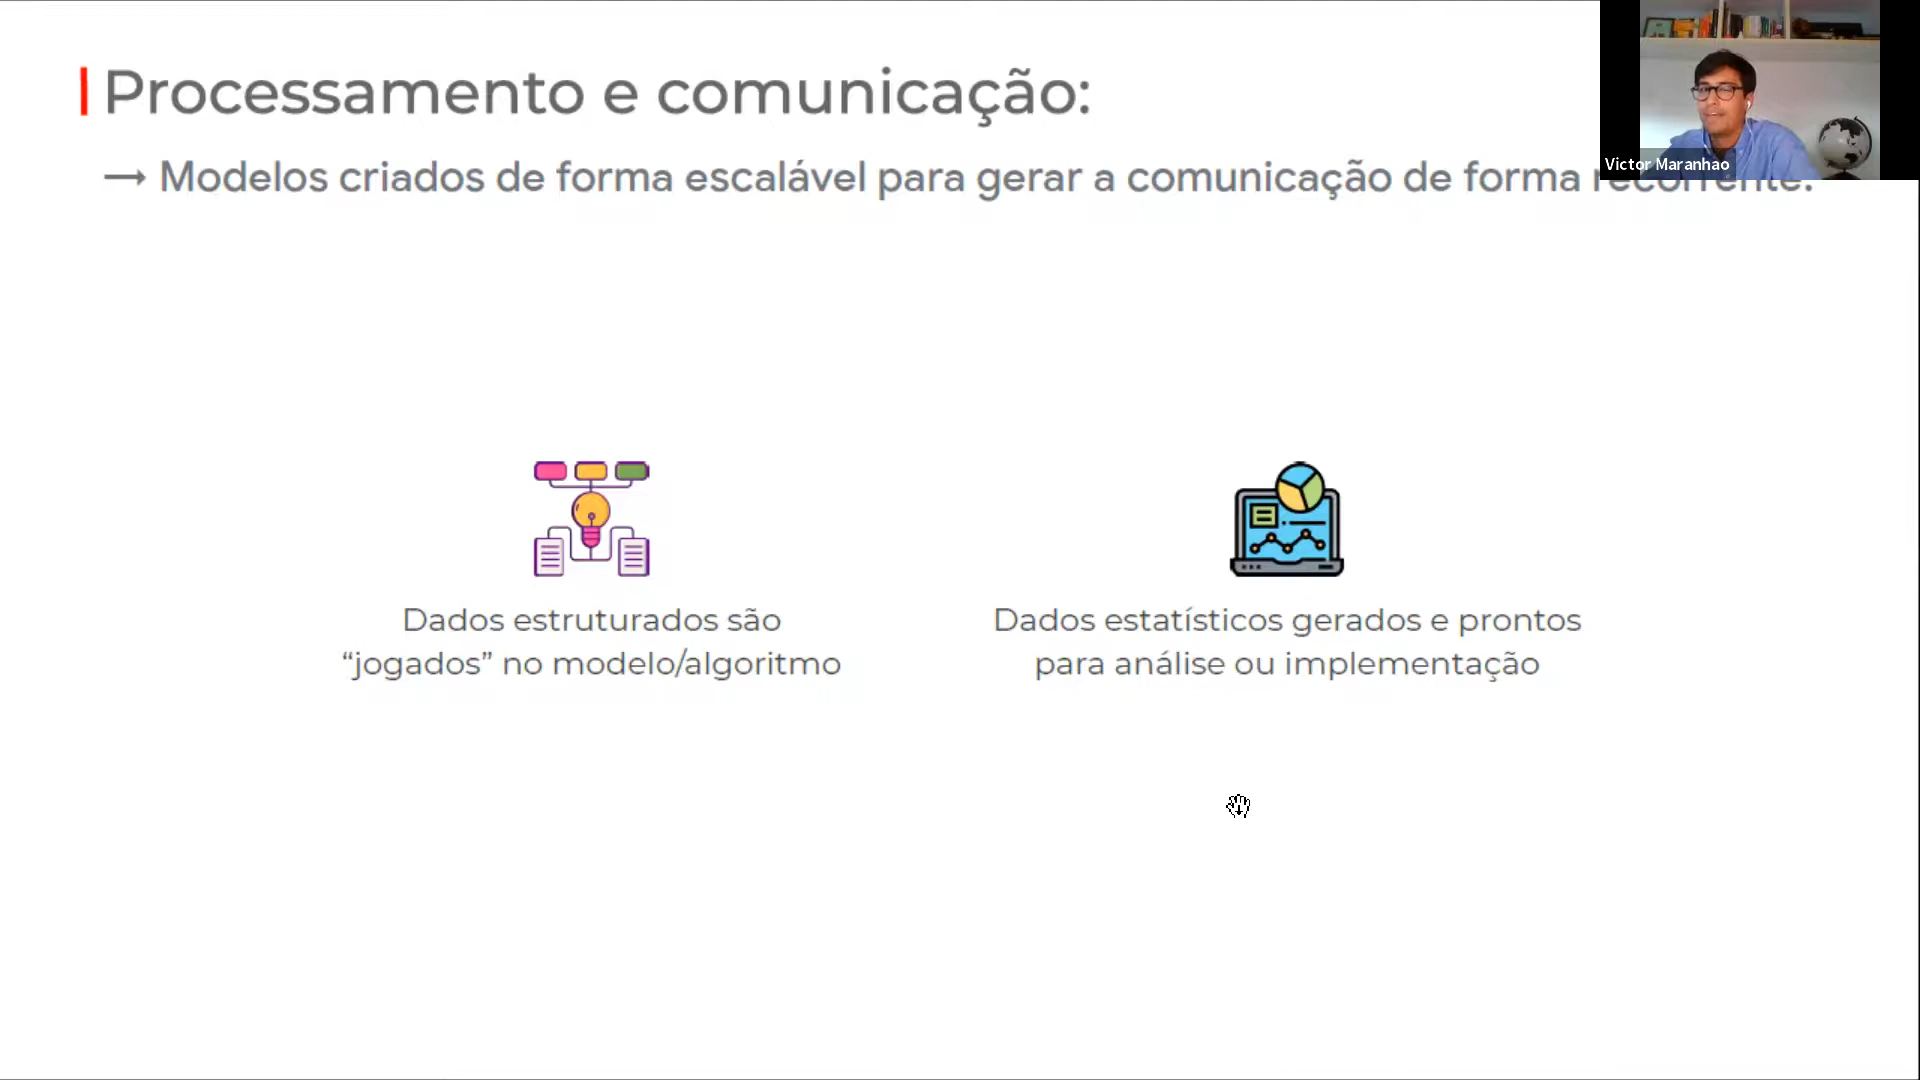 Processamento e comunicação:
→ Modelos criados de forma escalável para gerar a comunicação de forma recorrente.
Victor Maranhao
Dados estruturados são
“jogados” no modelo/algoritmo
Dados estatísticos gerados e prontos
para análise ou implementação